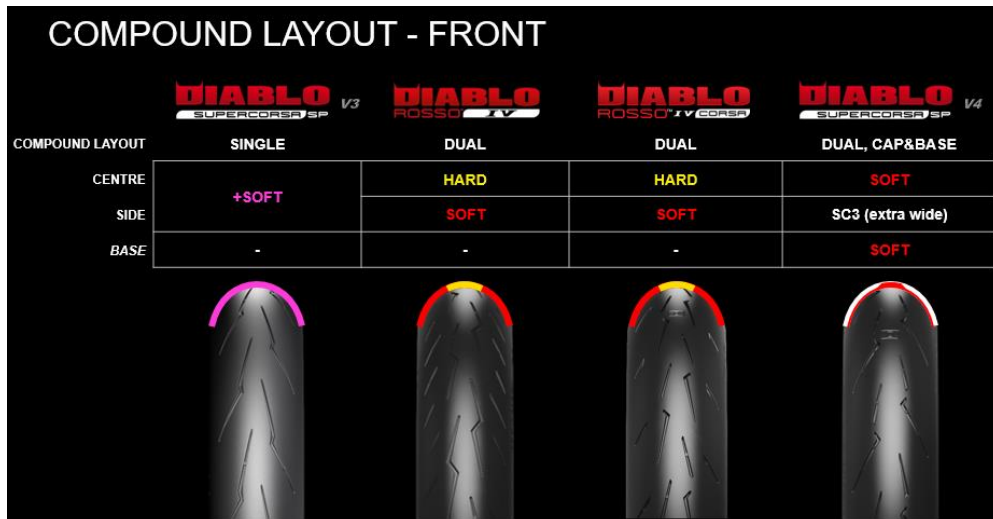 COMPOUND LAYOUT - FRONT
DIABLO SUPERCORSA SP V3
DIABLO ROSSO IV
DIABLO ROSSO™ IV CORSA
DIABLO SUPERCORSA SP V4
COMPOUND LAYOUT SINGLE DUAL DUAL DUAL, CAP&BASE
CENTRE +SOFT HARD HARD SOFT
SIDE SOFT SOFT SC3 (extra wide)
BASE - - - SOFT